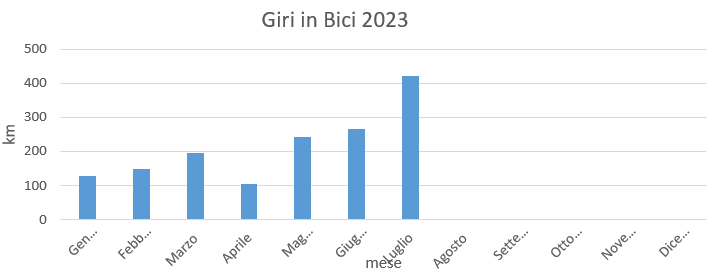 Giri in Bici 2023
500
400
300
200
100
0
km
Gen...
Febb...
Marzo
Aprile
Mag...
Giug...
Luglio
Agosto
Sette...
Otto...
Nove...
Dice...
mese